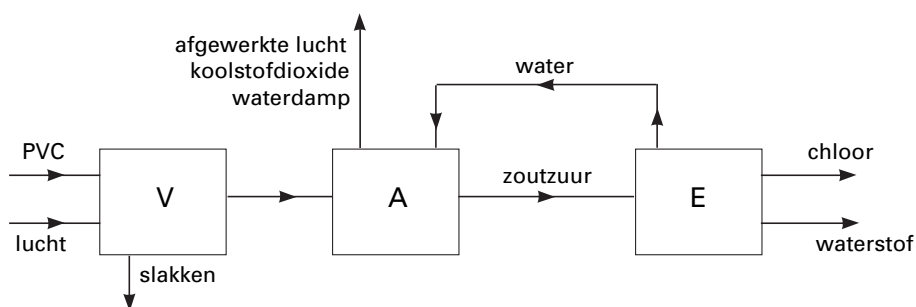 afgewerkte lucht
koolstofdioxide
waterdamp
water
PVC
V
A
zoutzuur
E
chloor
lucht
slakken
waterstof